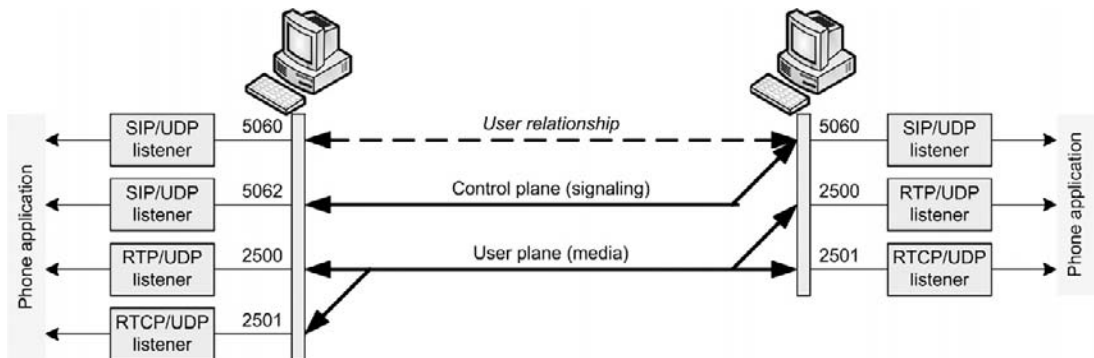 User relationship
5060
SIP/UDP
listener
5062
SIP/UDP
listener
2500
RTP/UDP
listener
2501
RTCP/UDP
listener
Phone application
Control plane (signaling)
User plane (media)
5060
SIP/UDP
listener
2500
RTP/UDP
listener
2501
RTCP/UDP
listener
Phone application